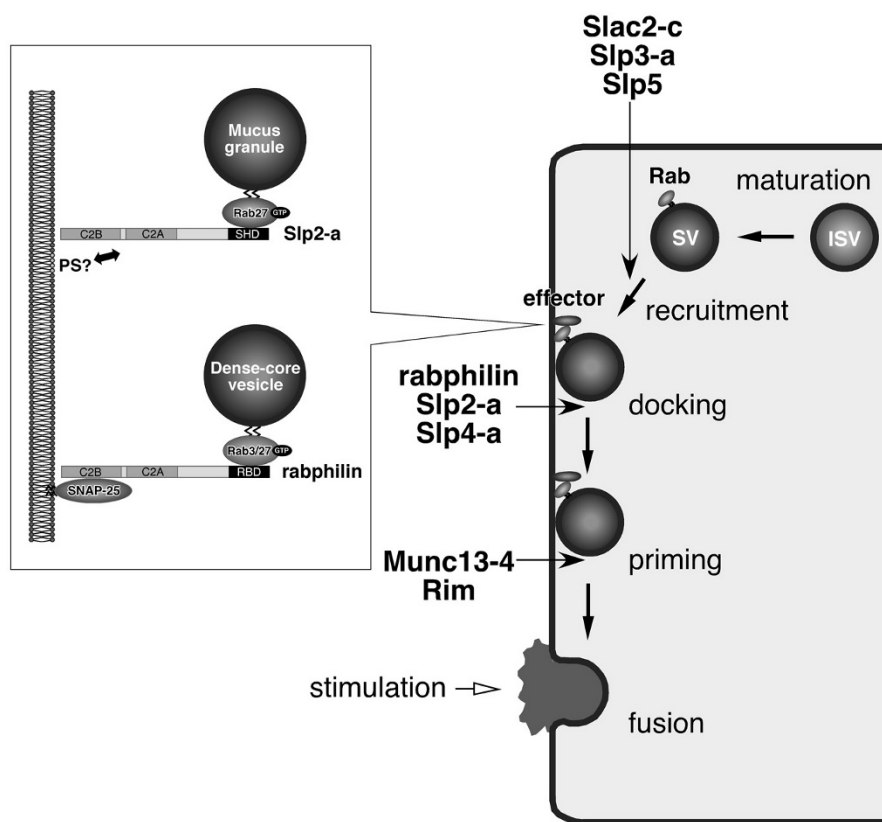 Slac2-c
Slp3-a
Slp5
Mucus
granule
Rab27 GTP
C2B C2A SHD Slp2-a
PS?
Dense-core
vesicle
Rab3/27 GTP
C2B C2A RBD rabphilin
SNAP-25
Rab maturation
SV ISV
effector recruitment
rabphilin
Slp2-a docking
Slp4-a
Munc13-4 priming
Rim
stimulation
fusion